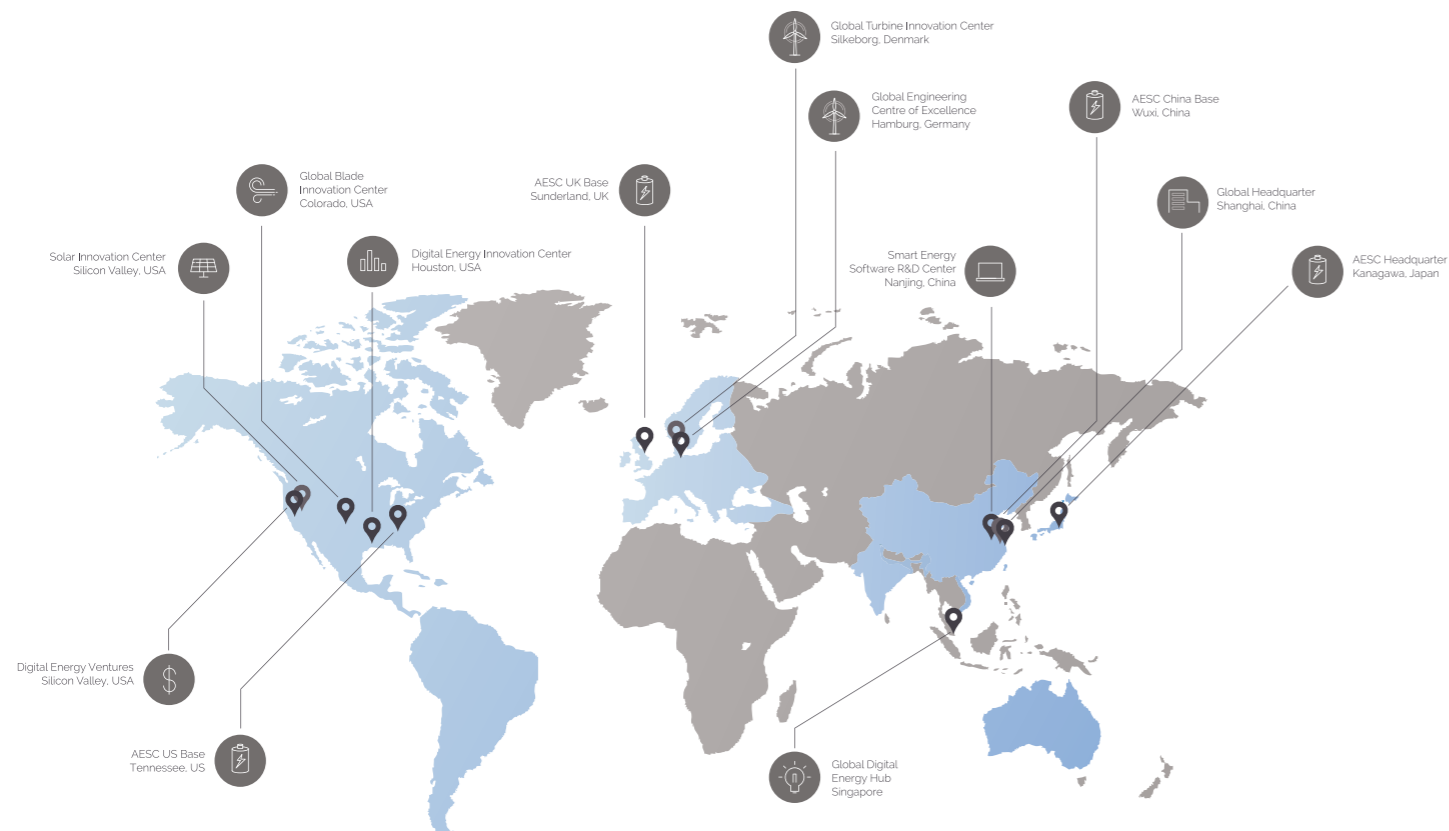 Global Turbine Innovation Center
Silkeborg, Denmark
Global Engineering
Centre of Excellence
Hamburg, Germany
AESC China Base
Wuxi, China
Global Blade
Innovation Center
Colorado, USA
AESC UK Base
Sunderland, UK
Global Headquarter
Shanghai, China
Solar Innovation Center
Silicon Valley, USA
Digital Energy Innovation Center
Houston, USA
Smart Energy
Software R&D Center
Nanjing, China
AESC Headquarter
Kanagawa, Japan
Digital Energy Ventures
Silicon Valley, USA
$
AESC US Base
Tennessee, US
Global Digital
Energy Hub
Singapore